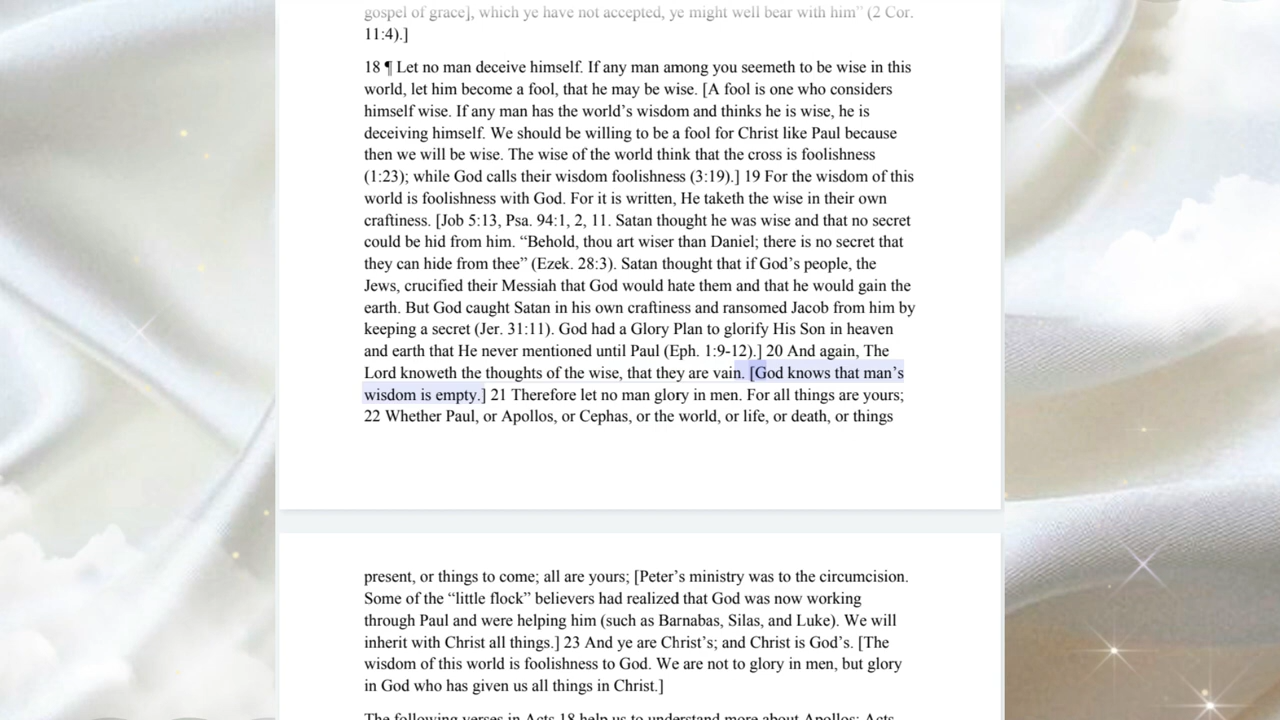 gospel of grace], which ye have not accepted, ye might well bear with him” (2 Cor.
11:4).]
18 ¶ Let no man deceive himself. If any man among you seemeth to be wise in this
world, let him become a fool, that he may be wise. [A fool is one who considers
himself wise. If any man has the world’s wisdom and thinks he is wise, he is
deceiving himself. We should be willing to be a fool for Christ like Paul because
then we will be wise. The wise of the world think that the cross is foolishness
(1:23); while God calls their wisdom foolishness (3:19).] 19 For the wisdom of this
world is foolishness with God. For it is written, He taketh the wise in their own
craftiness. [Job 5:13, Psa. 94:1, 2, 11. Satan thought he was wise and that no secret
could be hid from him. “Behold, thou art wiser than Daniel; there is no secret that
they can hide from thee” (Ezek. 28:3). Satan thought that if God’s people, the
Jews, crucified their Messiah that God would hate them and that he would gain the
earth. But God caught Satan in his own craftiness and ransomed Jacob from him by
keeping a secret (Jer. 31:11). God had a Glory Plan to glorify His Son in heaven
and earth that He never mentioned until Paul (Eph. 1:9-12).] 20 And again, The
Lord knoweth the thoughts of the wise, that they are vain. [God knows that man’s
wisdom is empty.] 21 Therefore let no man glory in men. For all things are yours;
22 Whether Paul, or Apollos, or Cephas, or the world, or life, or death, or things
present, or things to come; all are yours; [Peter’s ministry was to the circumcision.
Some of the “little flock” believers had realized that God was now working
through Paul and were helping him (such as Barnabas, Silas, and Luke). We will
inherit with Christ all things.] 23 And ye are Christ’s; and Christ is God’s. [The
wisdom of this world is foolishness to God. We are not to glory in men, but glory
in God who has given us all things in Christ.]
The following verses in Acts 18 help us to understand more about Apollos: Acts